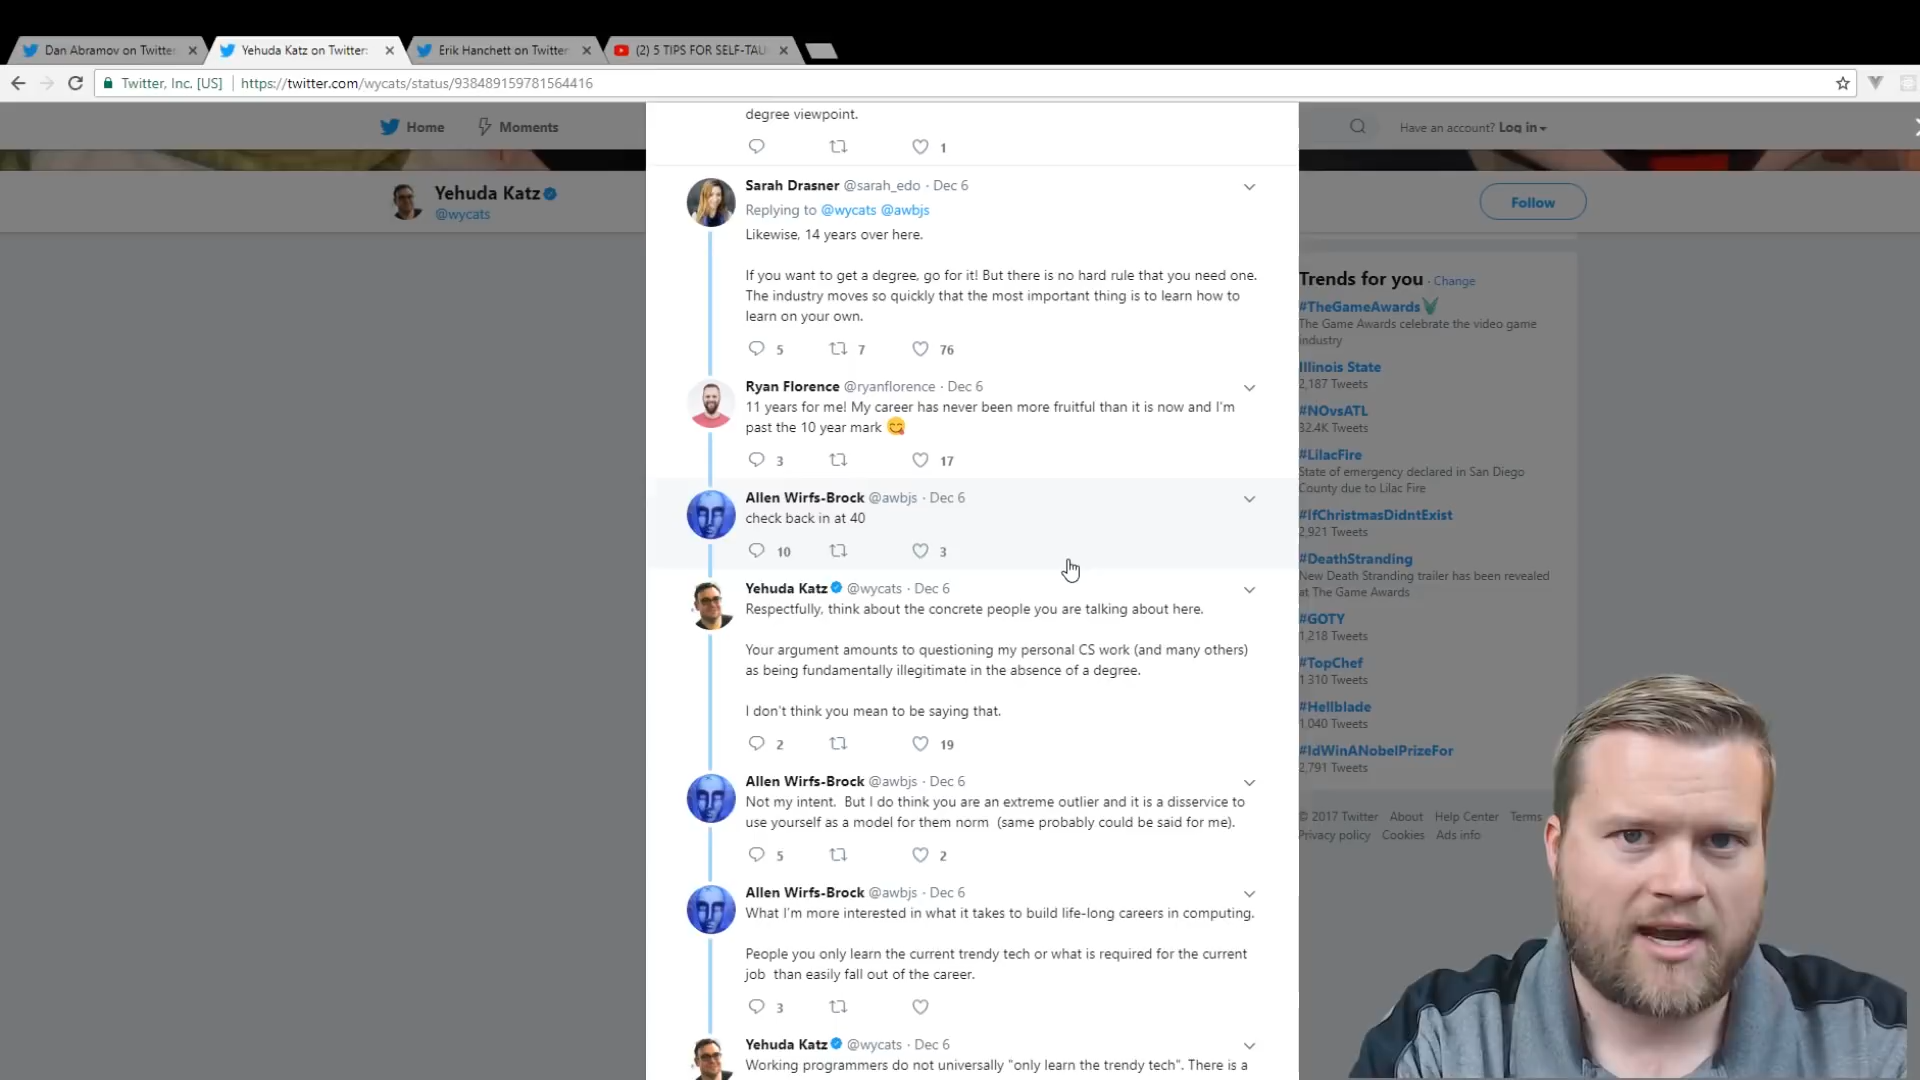 Dan Abramov on Twitte
Yehuda Katz on Twitter:
Erik Hanchett on Twitter
(2) 5 TIPS FOR SELF-TAU
Twitter, Inc. [US]
https://twitter.com/wycats/status/938489159781564416
Home
Moments
Have an account? Log in
Yehuda Katz
@wycats
Follow
degree viewpoint.
1
Sarah Drasner @sarah_edo · Dec 6
Replying to @wycats @awbjs
Likewise, 14 years over here.
If you want to get a degree, go for it! But there is no hard rule that you need one.
The industry moves so quickly that the most important thing is to learn how to
learn on your own.
5 7 76
Ryan Florence @ryanflorence · Dec 6
11 years for me! My career has never been more fruitful than it is now and I'm
past the 10 year mark 😋
3 17
Allen Wirfs-Brock @awbjs · Dec 6
check back in at 40
10 3
Yehuda Katz @wycats · Dec 6
Respectfully, think about the concrete people you are talking about here.
Your argument amounts to questioning my personal CS work (and many others)
as being fundamentally illegitimate in the absence of a degree.
I don't think you mean to be saying that.
2 19
Allen Wirfs-Brock @awbjs · Dec 6
Not my intent. But I do think you are an extreme outlier and it is a disservice to
use yourself as a model for them norm (same probably could be said for me).
5 2
Allen Wirfs-Brock @awbjs · Dec 6
What I'm more interested in what it takes to build life-long careers in computing.
People you only learn the current trendy tech or what is required for the current
job than easily fall out of the career.
3
Yehuda Katz @wycats · Dec 6
Working programmers do not universally "only learn the trendy tech". There is a
Trends for you · Change
#TheGameAwards
The Game Awards celebrate the video game
industry
Illinois State
2,187 Tweets
#NOvsATL
32.4K Tweets
#LilacFire
State of emergency declared in San Diego
County due to Lilac Fire
#IfChristmasDidntExist
2,921 Tweets
#DeathStranding
New Death Stranding trailer has been revealed
at The Game Awards
#GOTY
1,218 Tweets
#TopChef
1,310 Tweets
#Hellblade
1,040 Tweets
#IdWinANobelPrizeFor
2,791 Tweets
© 2017 Twitter About Help Center Terms
Privacy policy Cookies Ads info